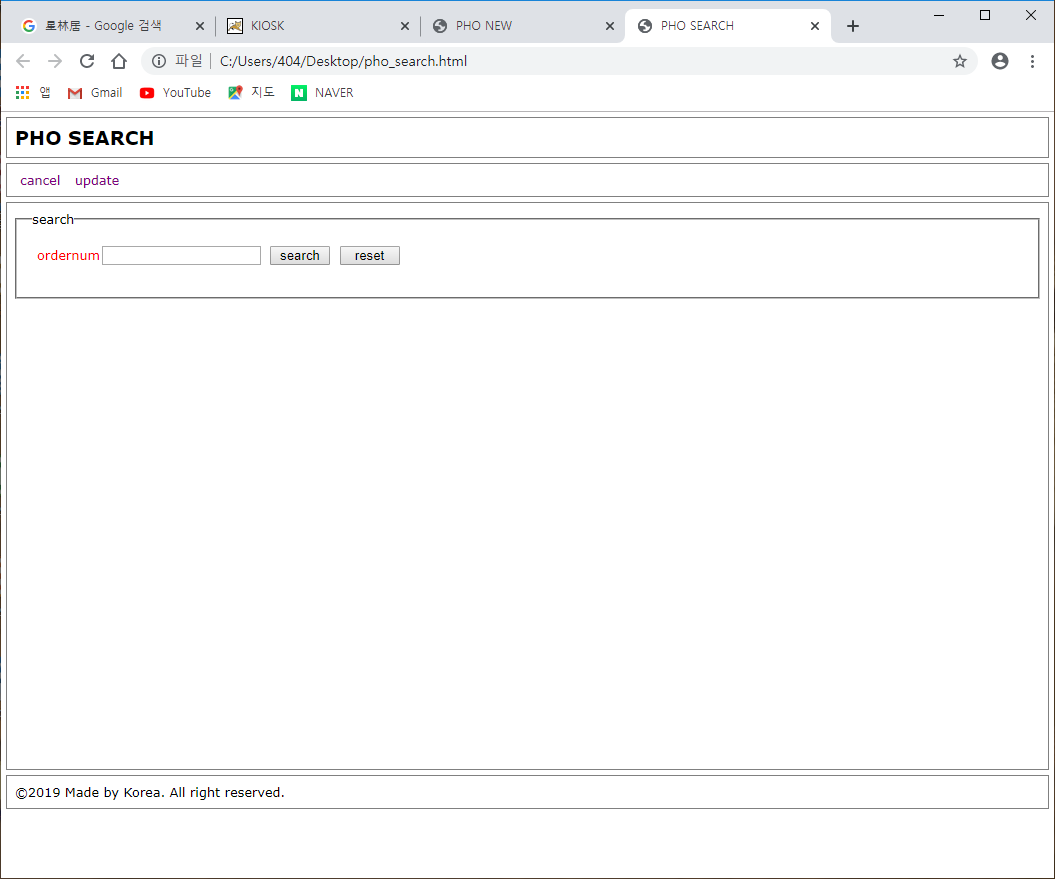 킂林居 - Google 검색
KIOSK
PHO NEW
PHO SEARCH
파일 C:/Users/404/Desktop/pho_search.html
앱 Gmail YouTube 지도 NAVER
PHO SEARCH
cancel update
search
ordernum search reset
©2019 Made by Korea. All right reserved.